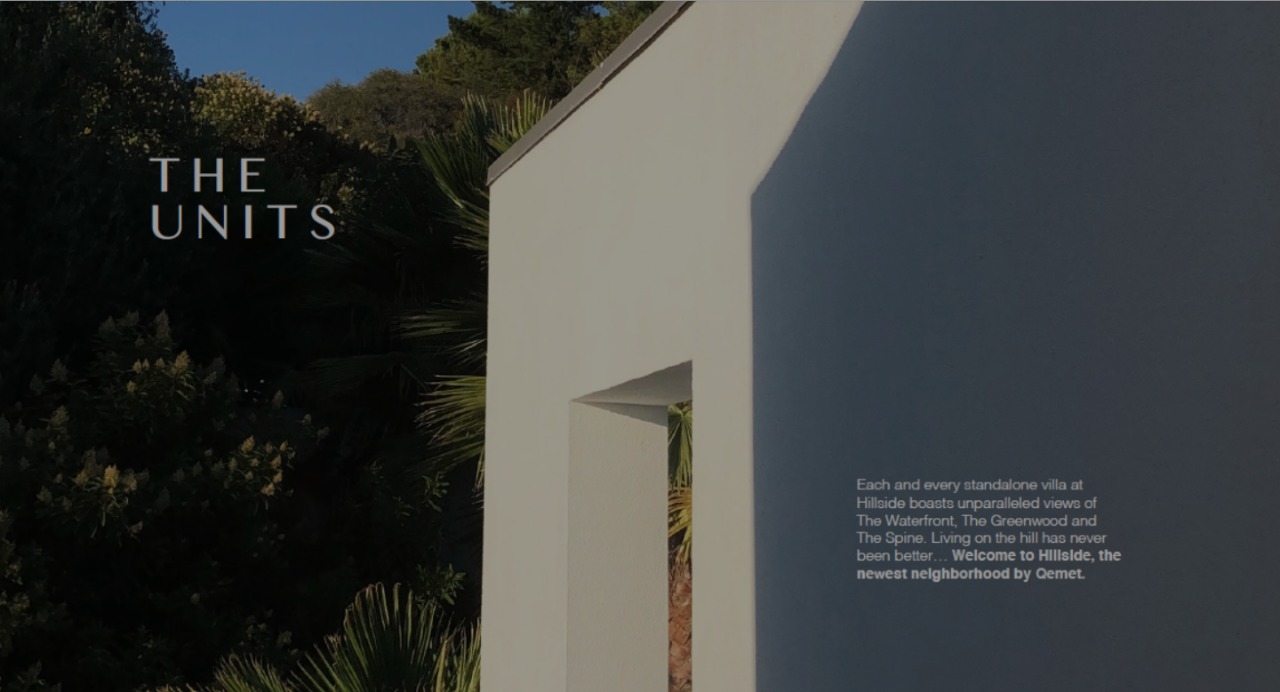 THE
UNITS
Each and every standalone villa at
Hillside boasts unparalleled views of
The Waterfront, The Greenwood and
The Spine. Living on the hill has never
been better… Welcome to Hillside, the
newest neighborhood by Qemet.